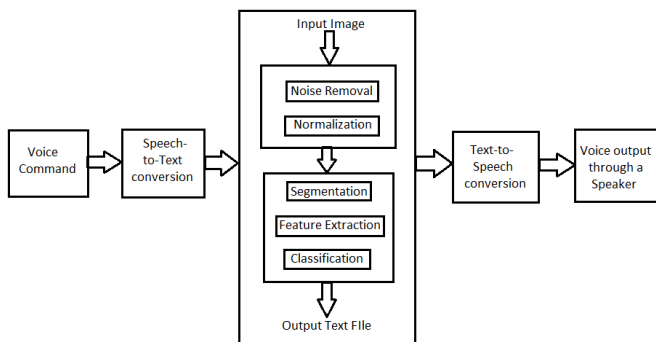 Voice
Command
Speech-
to-Text
conversion
Input Image
Noise Removal
Normalization
Segmentation
Feature Extraction
Classification
Output Text FIle
Text-to-
Speech
conversion
Voice output
through a
Speaker